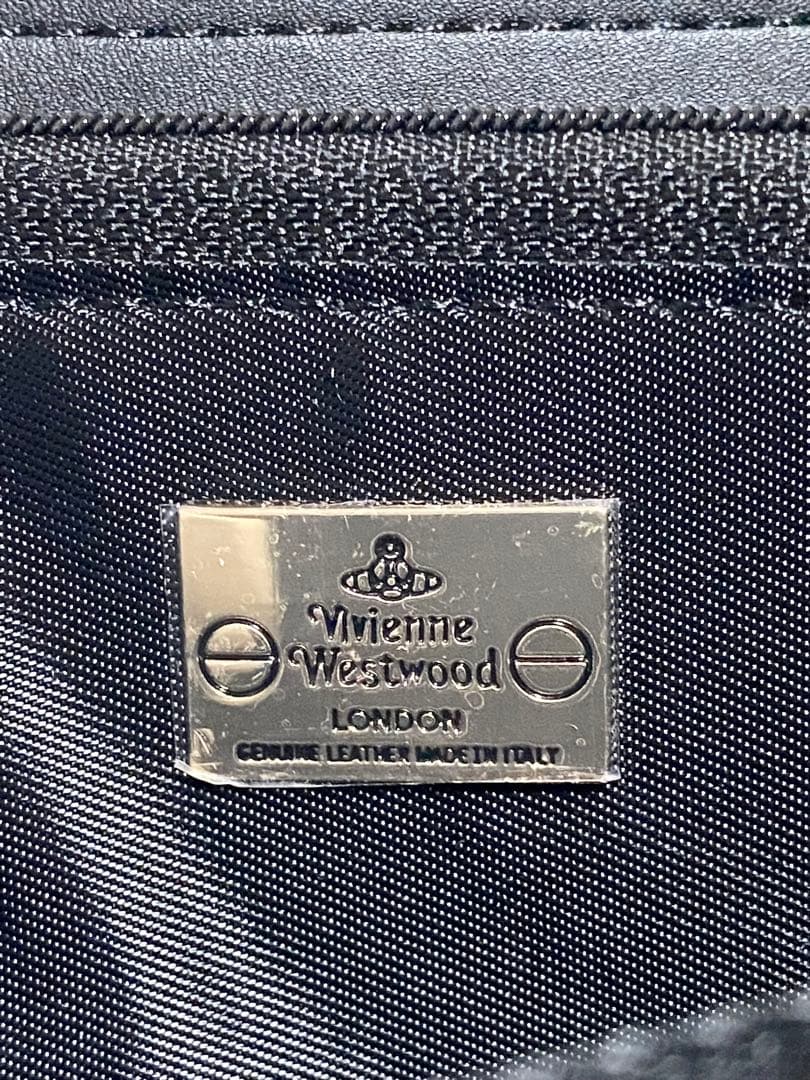 Vivienne
Westwood
LONDON
GENUINE LEATHER MADE IN ITALY